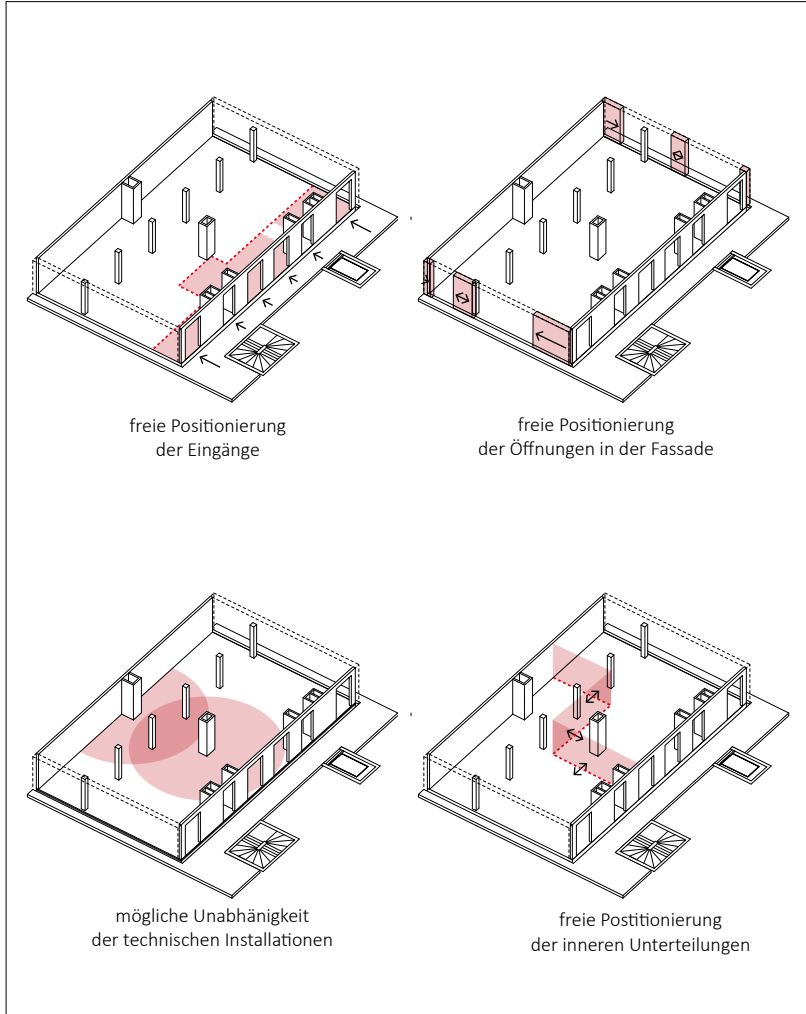 freie Positionierung
der Eingänge
freie Positionierung
der Öffnungen in der Fassade
mögliche Unabhänigkeit
der technischen Installationen
freie Postitionierung
der inneren Unterteilungen